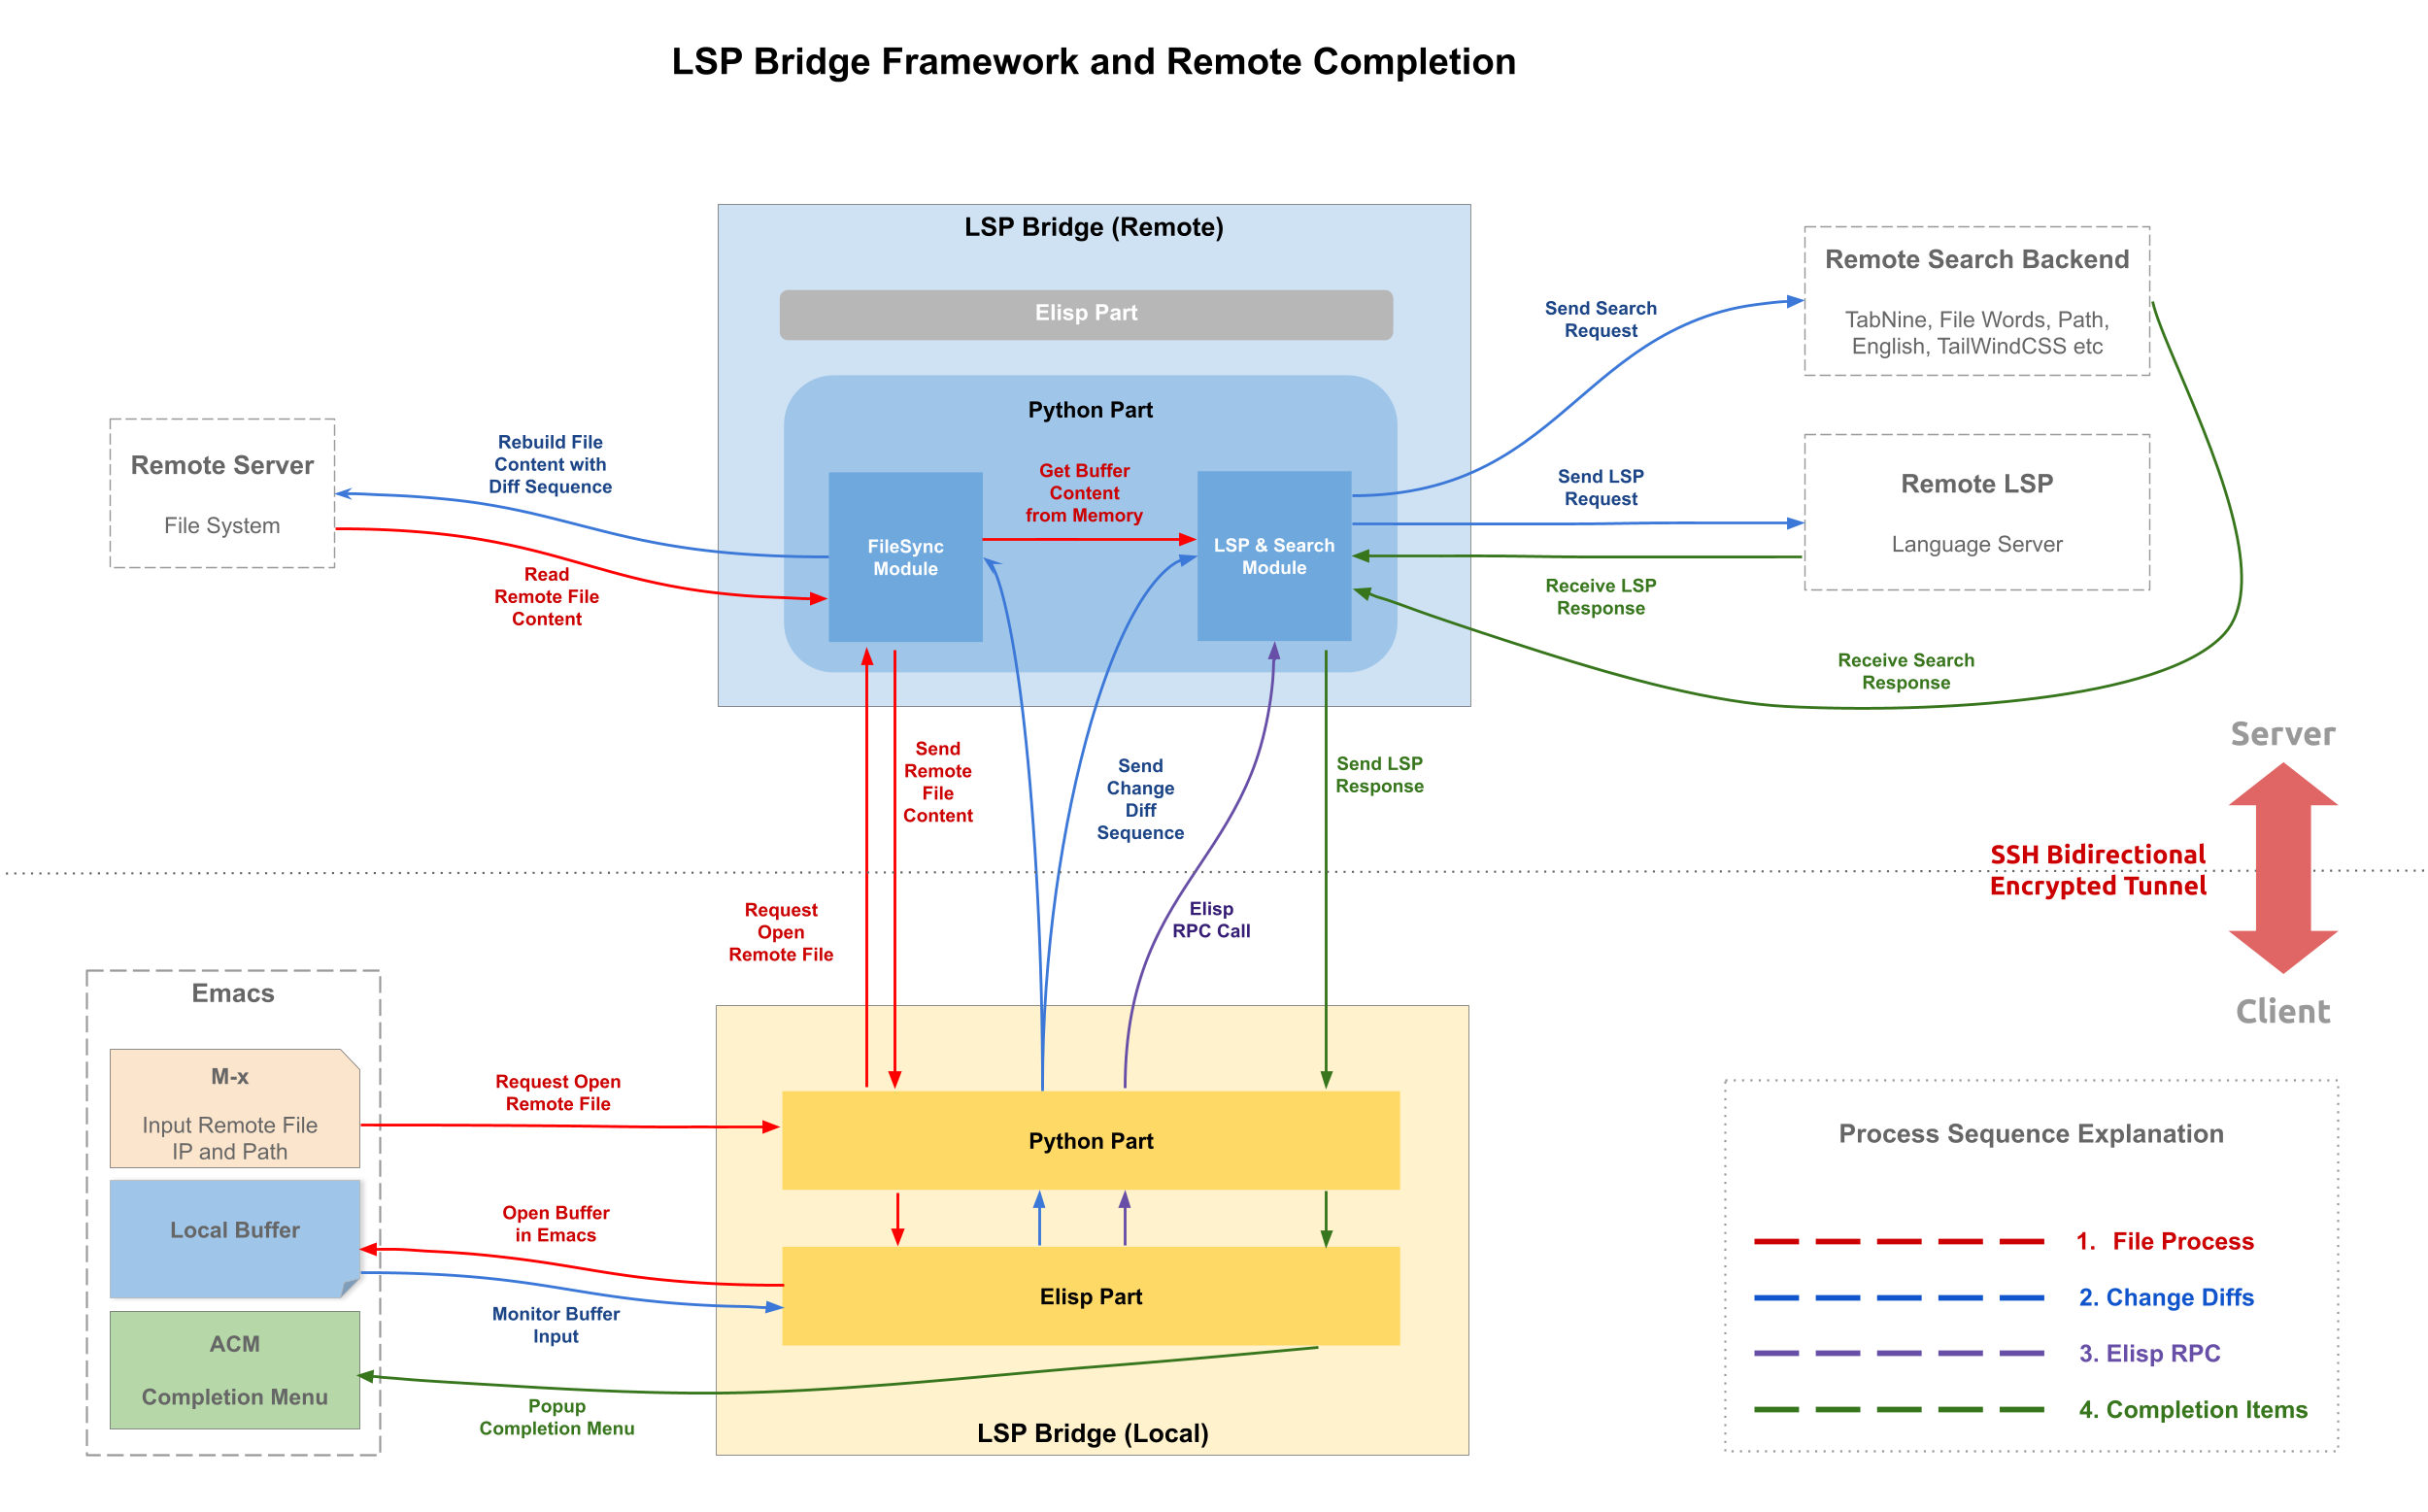 LSP Bridge Framework and Remote Completion
LSP Bridge (Remote)
Elisp Part
Python Part
FileSync
Module
Get Buffer
Content
from Memory
LSP & Search
Module
Remote Server
File System
Rebuild File
Content with
Diff Sequence
Read
Remote File
Content
Send Search
Request
Remote Search Backend
TabNine, File Words, Path,
English, TailWindCSS etc
Send LSP
Request
Remote LSP
Language Server
Receive LSP
Response
Receive Search
Response
Send
Remote
File
Content
Send
Change
Diff
Sequence
Send LSP
Response
Server
SSH Bidirectional
Encrypted Tunnel
Client
Request
Open
Remote File
Elisp
RPC Call
Emacs
M-x
Input Remote File
IP and Path
Local Buffer
ACM
Completion Menu
Request Open
Remote File
Open Buffer
in Emacs
Monitor Buffer
Input
Popup
Completion Menu
Python Part
Elisp Part
LSP Bridge (Local)
Process Sequence Explanation
1. File Process
2. Change Diffs
3. Elisp RPC
4. Completion Items